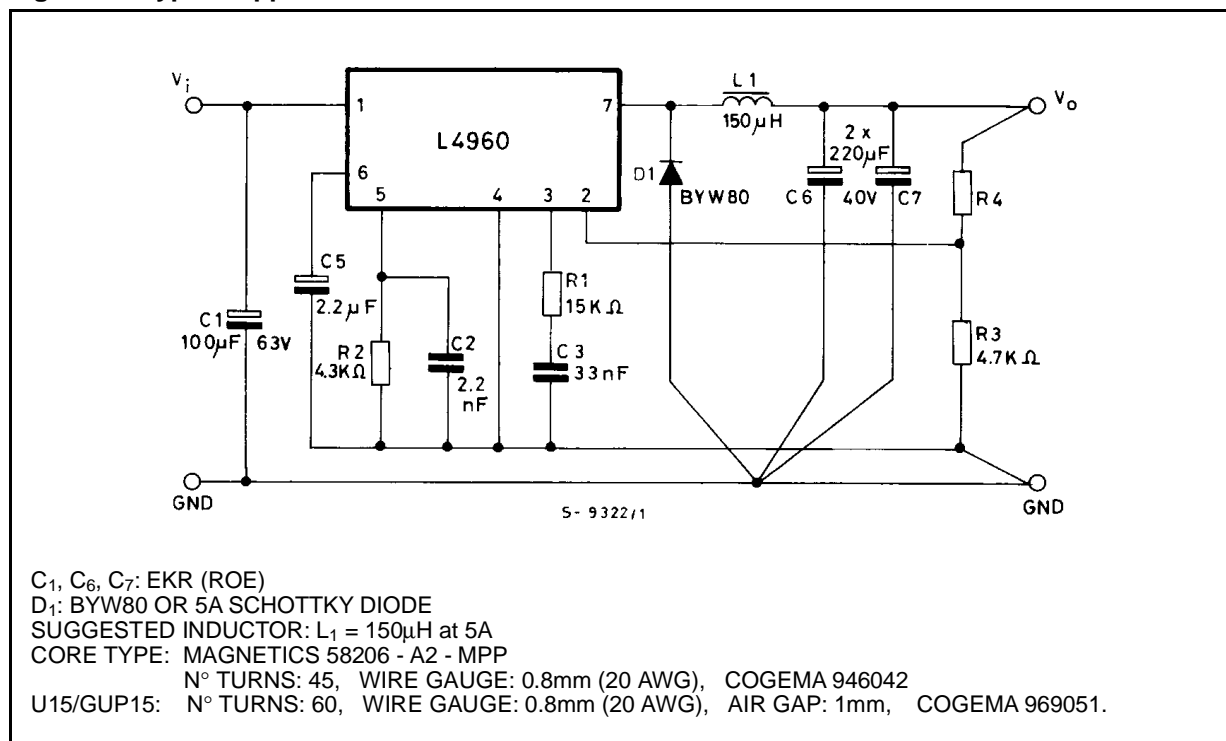 Vi
1
L4960
7
L1
150µH
Vo
6
5
4
3
2
D1
BYW80
2 x
220µF
C6
40V
C7
R4
C5
2.2µF
R1
15KΩ
C1
100µF
63V
R2
4.3KΩ
C2
2.2
nF
C3
33nF
R3
4.7KΩ
GND
GND
S-9322/1
C1, C6, C7: EKR (ROE)
D1: BYW80 OR 5A SCHOTTKY DIODE
SUGGESTED INDUCTOR: L1 = 150µH at 5A
CORE TYPE: MAGNETICS 58206 - A2 - MPP
N° TURNS: 45, WIRE GAUGE: 0.8mm (20 AWG), COGEMA 946042
U15/GUP15: N° TURNS: 60, WIRE GAUGE: 0.8mm (20 AWG), AIR GAP: 1mm, COGEMA 969051.